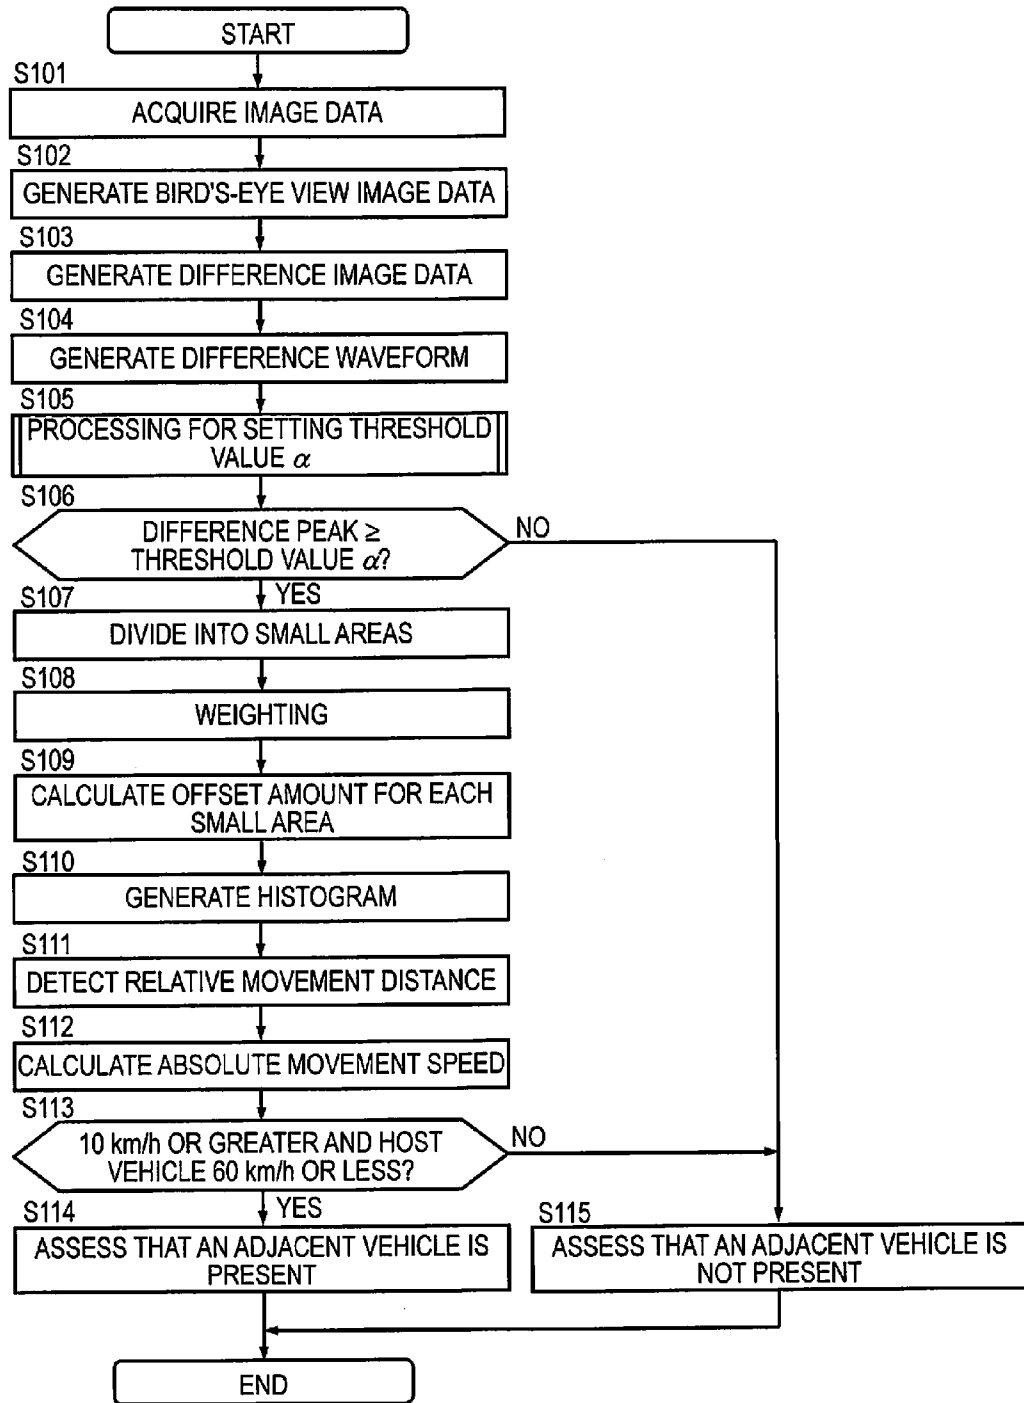 START
S101
ACQUIRE IMAGE DATA
S102
GENERATE BIRD'S-EYE VIEW IMAGE DATA
S103
GENERATE DIFFERENCE IMAGE DATA
S104
GENERATE DIFFERENCE WAVEFORM
S105
PROCESSING FOR SETTING THRESHOLD
VALUE α
S106
DIFFERENCE PEAK ≥
THRESHOLD VALUE α?
NO
YES
S107
DIVIDE INTO SMALL AREAS
S108
WEIGHTING
S109
CALCULATE OFFSET AMOUNT FOR EACH
SMALL AREA
S110
GENERATE HISTOGRAM
S111
DETECT RELATIVE MOVEMENT DISTANCE
S112
CALCULATE ABSOLUTE MOVEMENT SPEED
S113
10 km/h OR GREATER AND HOST
VEHICLE 60 km/h OR LESS?
NO
YES
S114
ASSESS THAT AN ADJACENT VEHICLE IS
PRESENT
S115
ASSESS THAT AN ADJACENT VEHICLE IS
NOT PRESENT
END